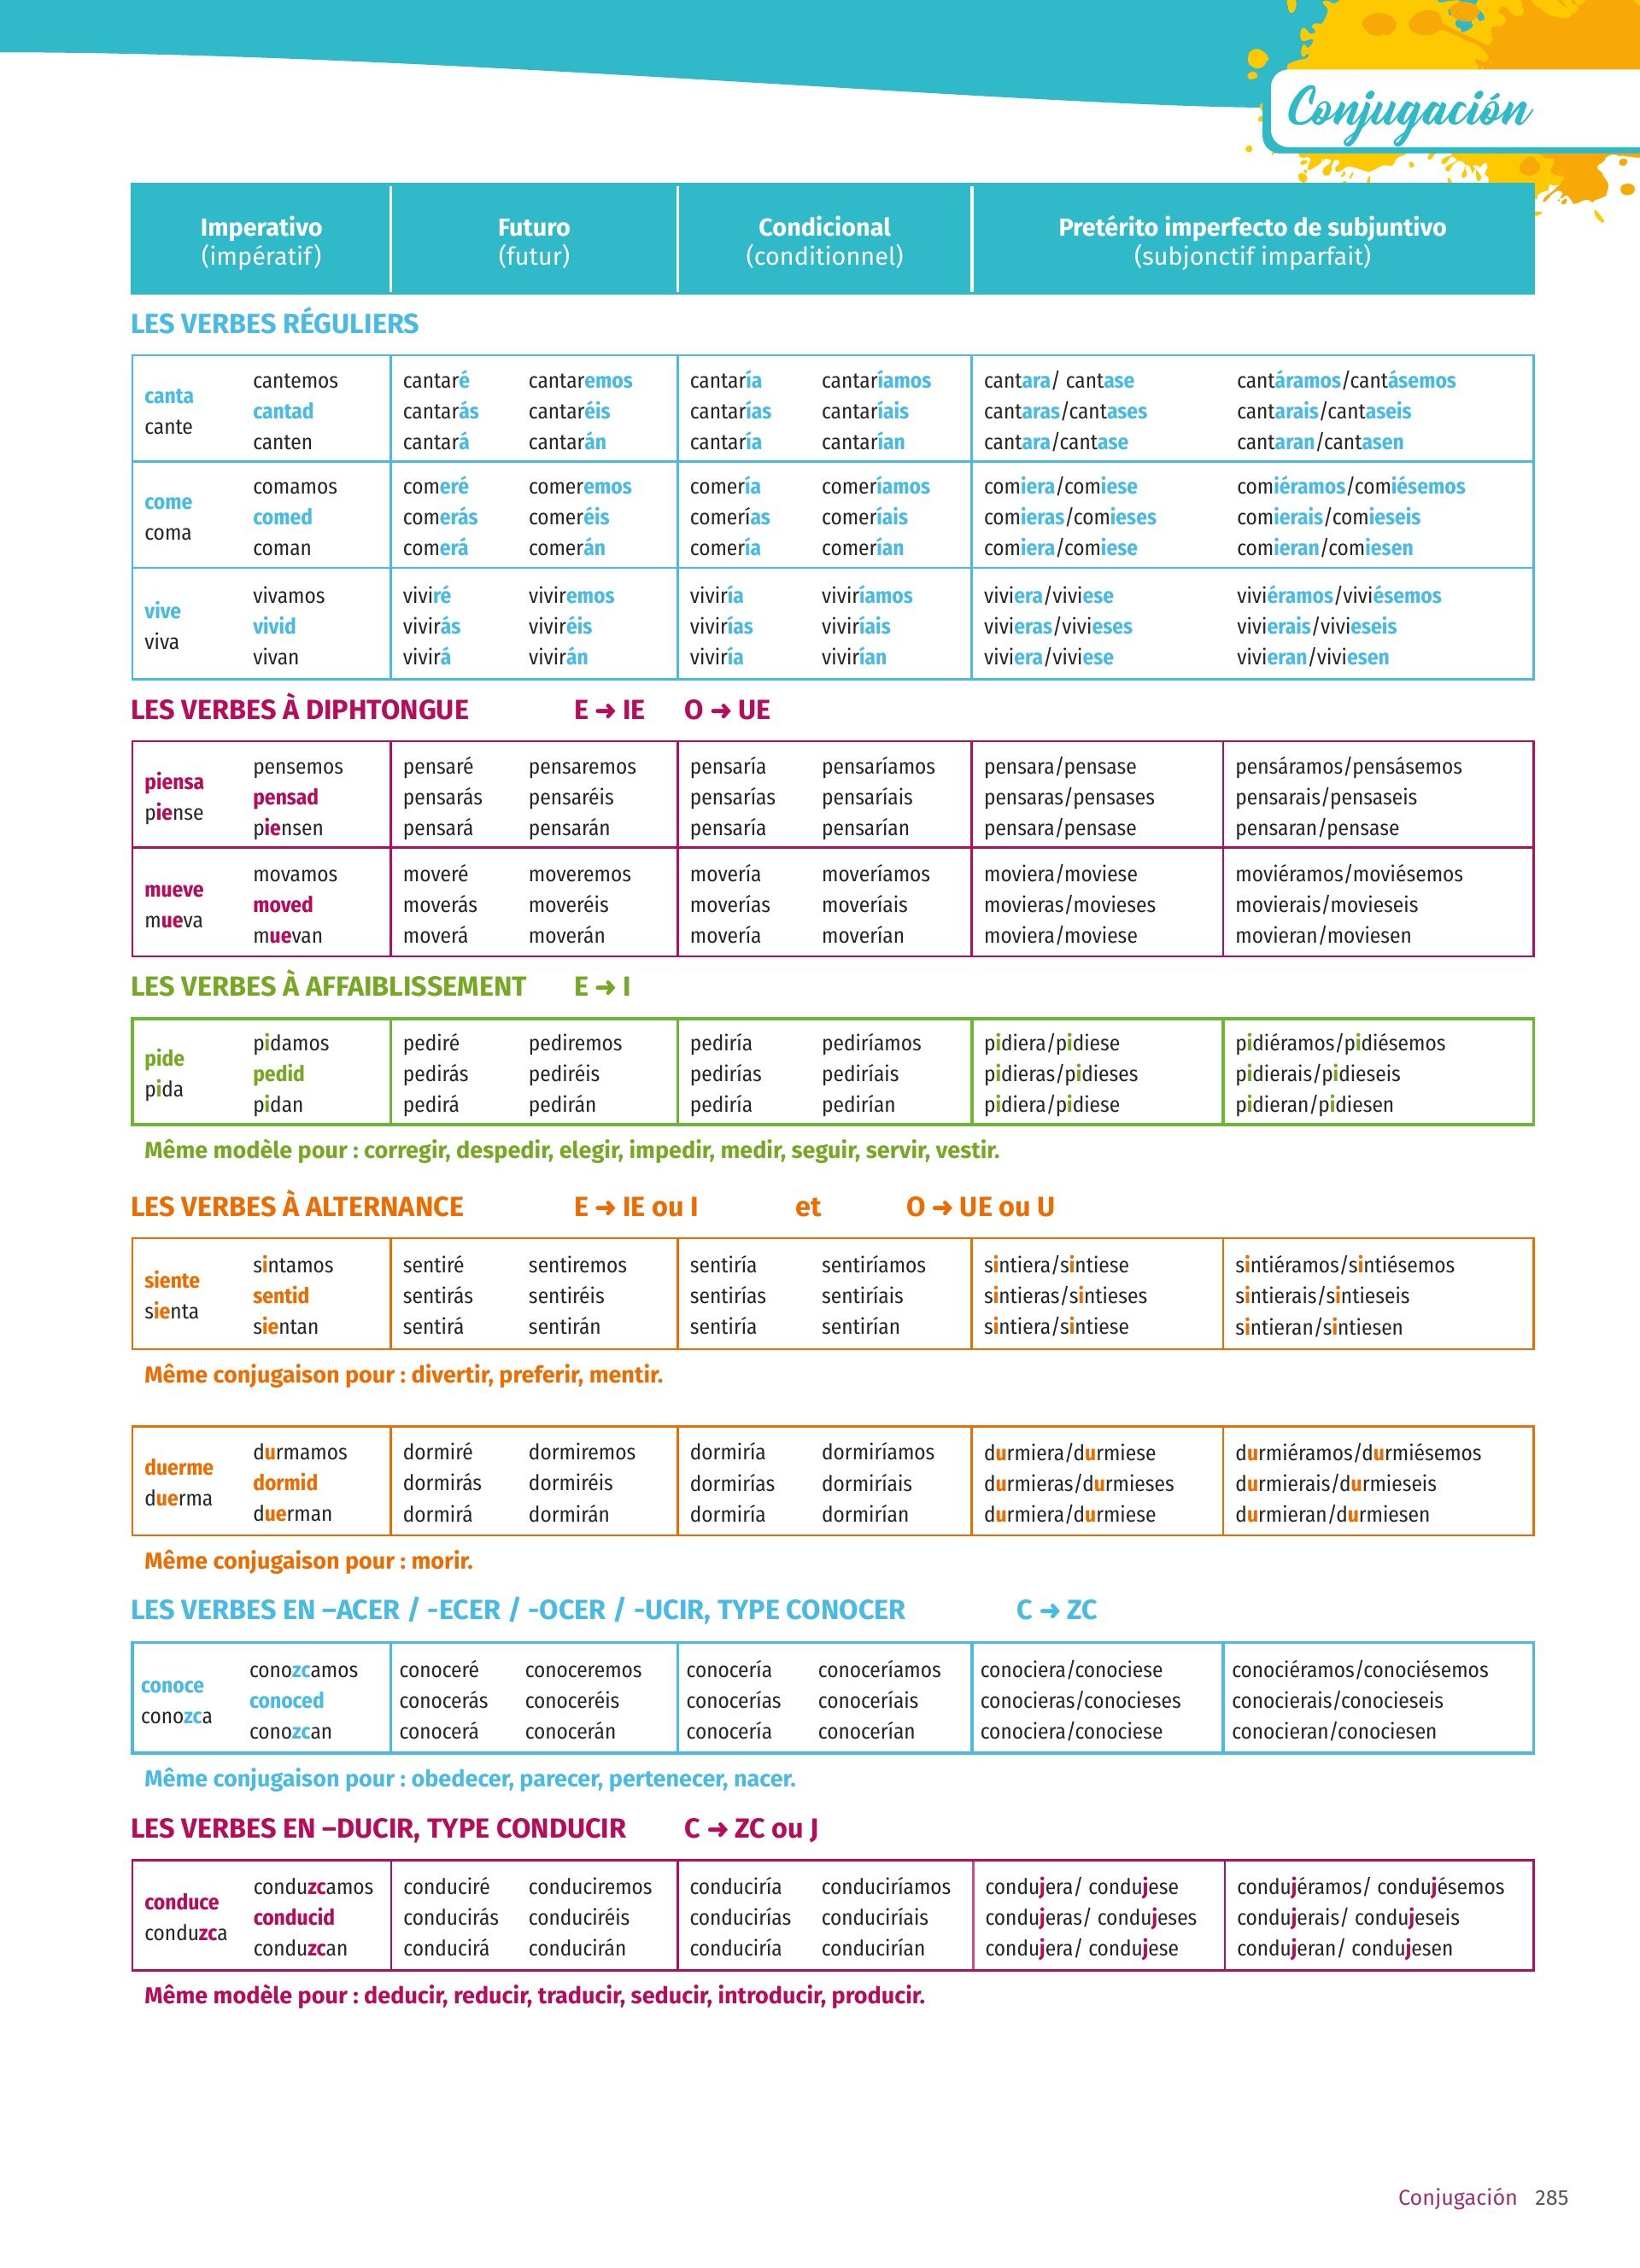 Conjugación
Imperativo Futuro Condicional Pretérito imperfecto de subjuntivo
(impératif) (futur) (conditionnel) (subjonctif imparfait)
LES VERBES RÉGULIERS
canta
cante
cantemos
cantad
canten
cantaré cantaremos cantaría cantaríamos cantara/ cantase cantáramos/cantásemos
cantarás cantaréis cantarías cantaríais cantaras/cantases cantarais/cantaseis
cantará cantarán cantaría cantarían cantara/cantase cantaran/cantasen
come
coma
comamos
comed
coman
comeré comeremos comería comeríamos comiera/comiese comiéramos/comiésemos
comerás comeréis comerías comeríais comieras/comieses comierais/comieseis
comerá comerán comería comerían comiera/comiese comieran/comiesen
vive
viva
vivamos
vivid
vivan
viviré viviremos viviría viviríamos viviera/viviese viviéramos/viviésemos
vivirás viviréis vivirías viviríais vivieras/vivieses vivierais/vivieseis
vivirá vivirán viviría vivirían viviera/viviese vivieran/viviesen
LES VERBES À DIPHTONGUE E → IE O → UE
piensa
piense
pensemos
pensad
piensen
pensaré pensaremos pensaría pensaríamos pensara/pensase pensáramos/pensásemos
pensarás pensaréis pensarías pensaríais pensaras/pensases pensarais/pensaseis
pensará pensarán pensaría pensarían pensara/pensase pensaran/pensase
mueve
mueva
movamos
moved
muevan
moveré moveremos movería moveríamos moviera/moviese moviéramos/moviésemos
moverás moveréis moverías moveríais movieras/movieses movierais/movieseis
moverá moverán movería moverían moviera/moviese movieran/moviesen
LES VERBES À AFFAIBLISSEMENT E → I
pide
pida
pidamos
pedid
pidan
pediré pediremos pediría pediríamos pidiera/pidiese pidiéramos/pidiésemos
pedirás pediréis pedirías pediríais pidieras/pidieses pidierais/pidieseis
pedirá pedirán pediría pedirían pidiera/pidiese pidieran/pidiesen
Même modèle pour : corregir, despedir, elegir, impedir, medir, seguir, servir, vestir.
LES VERBES À ALTERNANCE E → IE ou I et O → UE ou U
siente
sienta
sintamos
sentid
sientan
sentiré sentiremos sentiría sentiríamos sintiera/sintiese sintiéramos/sintiésemos
sentirás sentiréis sentirías sentiríais sintieras/sintieses sintierais/sintieseis
sentirá sentirán sentiría sentirían sintiera/sintiese sintieran/sintiesen
Même conjugaison pour : divertir, preferir, mentir.
duerme
duerma
durmamos
dormid
duerman
dormiré dormiremos dormiría dormiríamos durmiera/durmiese durmiéramos/durmiésemos
dormirás dormiréis dormirías dormiríais durmieras/durmieses durmierais/durmieseis
dormirá dormirán dormiría dormirían durmiera/durmiese durmieran/durmiesen
Même conjugaison pour : morir.
LES VERBES EN –ACER / -ECER / -OCER / -UCIR, TYPE CONOCER C → ZC
conoce
conozca
conozcamos
conoced
conozcan
conoceré conoceremos conocería conoceríamos conociera/conociese conociéramos/conociésemos
conocerás conoceréis conocerías conoceríais conocieras/conocieses conocierais/conocieseis
conocerá conocerán conocería conocerían conociera/conociese conocieran/conociesen
Même conjugaison pour : obedecer, parecer, pertenecer, nacer.
LES VERBES EN –DUCIR, TYPE CONDUCIR C → ZC ou J
conduce
conduzca
conduzcamos
conducid
conduzcan
conduciré conduciremos conduciría conduciríamos condujera/ condujese condujéramos/ condujésemos
conducirás conduciréis conducirías conduciríais condujeras/ condujeses condujerais/ condujeseis
conducirá conducirán conduciría conducirían condujera/ condujese condujeran/ condujesen
Même modèle pour : deducir, reducir, traducir, seducir, introducir, producir.
Conjugación 285